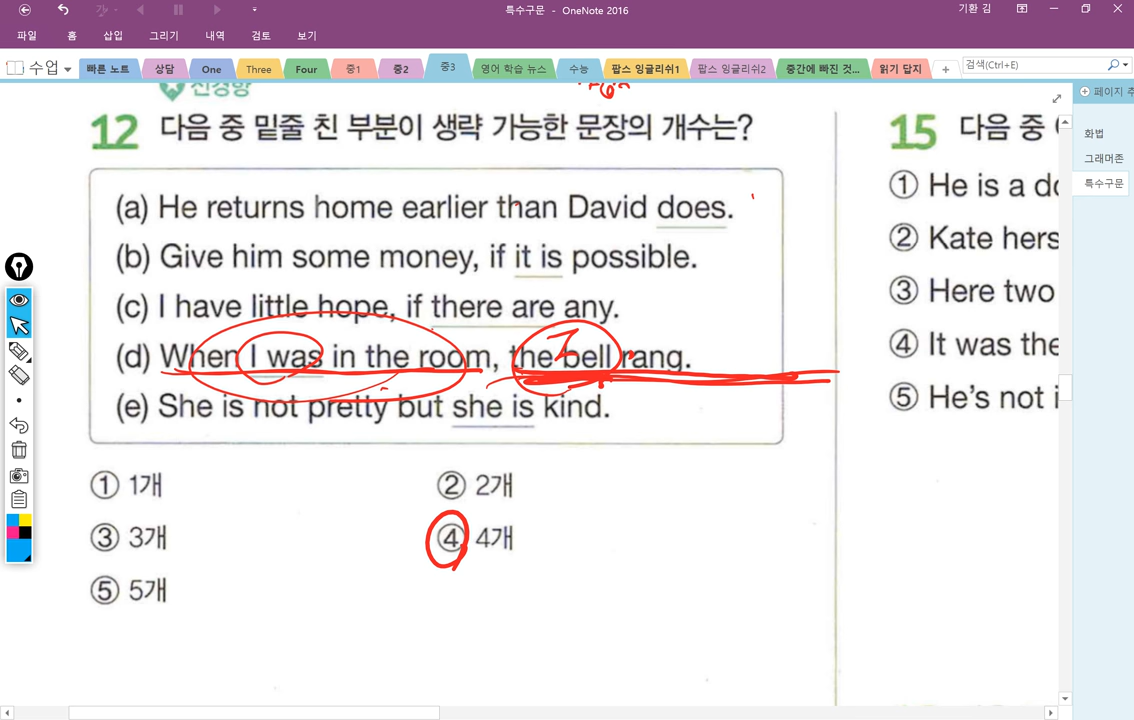 특수구문 - OneNote 2016
기환 김
파일 홈 삽입 그리기 내역 검토 보기
수업 빠른 노트 상담 One Three Four 중1 중2 중3 영어 학습 뉴스 수능 팝스 잉글리쉬1 팝스 잉글리쉬2 중간에 빠진 것... 읽기 답지 + 검색(Ctrl+E)
페이지 추
화법
그래머존
특수구문
신경향
12 다음 중 밑줄 친 부분이 생략 가능한 문장의 개수는?
(a) He returns home earlier than David does.
(b) Give him some money, if it is possible.
(c) I have little hope, if there are any.
(d) When I was in the room, the bell rang.
I
(e) She is not pretty but she is kind.
① 1개
② 2개
③ 3개
④ 4개
⑤ 5개
15 다음 중
① He is a do
② Kate hers
③ Here two
④ It was the
⑤ He's not i